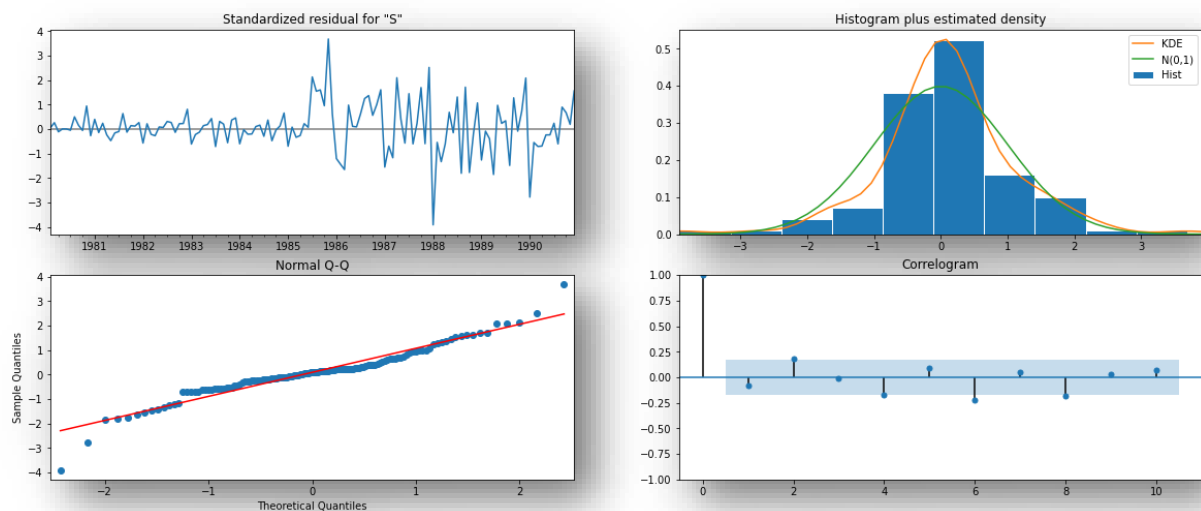 Standardized residual for "S"
4
3
2
1
0
−1
−2
−3
−4
1981 1982 1983 1984 1985 1986 1987 1988 1989 1990
Histogram plus estimated density
KDE
N(0,1)
Hist
0.5
0.4
0.3
0.2
0.1
0.0
−3 −2 −1 0 1 2 3
Normal Q-Q
Sample Quantiles
4
3
2
1
0
−1
−2
−3
−4
−2 −1 0 1 2
Theoretical Quantiles
Correlogram
1.00
0.75
0.50
0.25
0.00
−0.25
−0.50
−0.75
−1.00
0 2 4 6 8 10